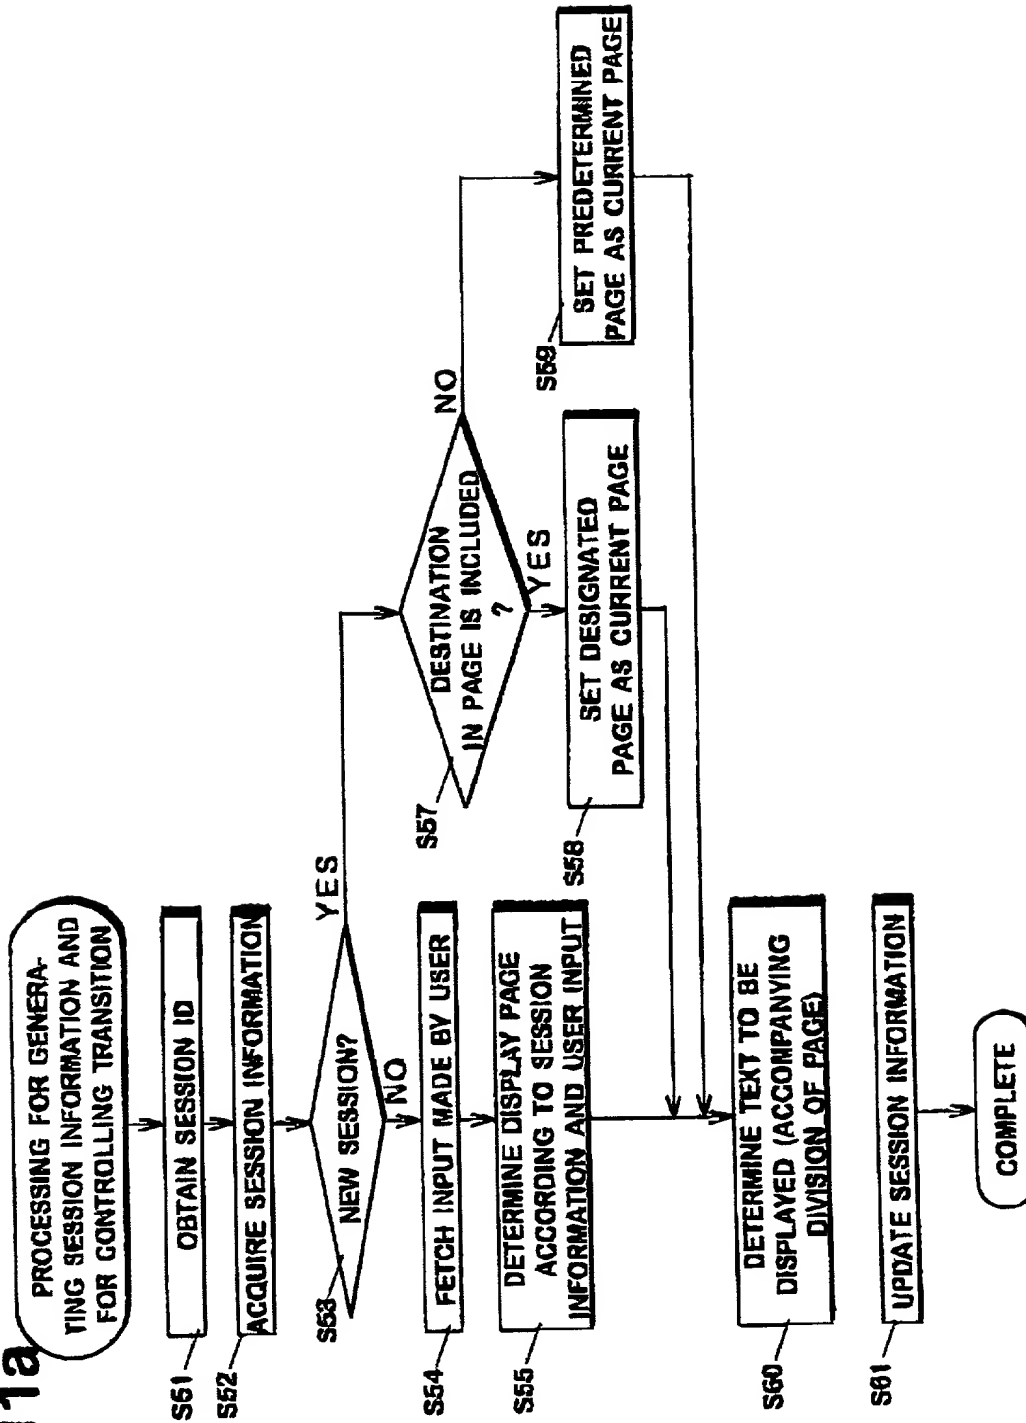 1a
PROCESSING FOR GENERA-
TING SESSION INFORMATION AND
FOR CONTROLLING TRANSITION
S51
OBTAIN SESSION ID
S52
ACQUIRE SESSION INFORMATION
S53
NEW SESSION?
YES
NO
S54
FETCH INPUT MADE BY USER
S55
DETERMINE DISPLAY PAGE
ACCORDING TO SESSION
INFORMATION AND USER INPUT
S57
DESTINATION
IN PAGE IS INCLUDED
?
NO
YES
S58
SET DESIGNATED
PAGE AS CURRENT PAGE
S59
SET PREDETERMINED
PAGE AS CURRENT PAGE
S60
DETERMINE TEXT TO BE
DISPLAYED (ACCOMPANYING
DIVISION OF PAGE)
S61
UPDATE SESSION INFORMATION
COMPLETE